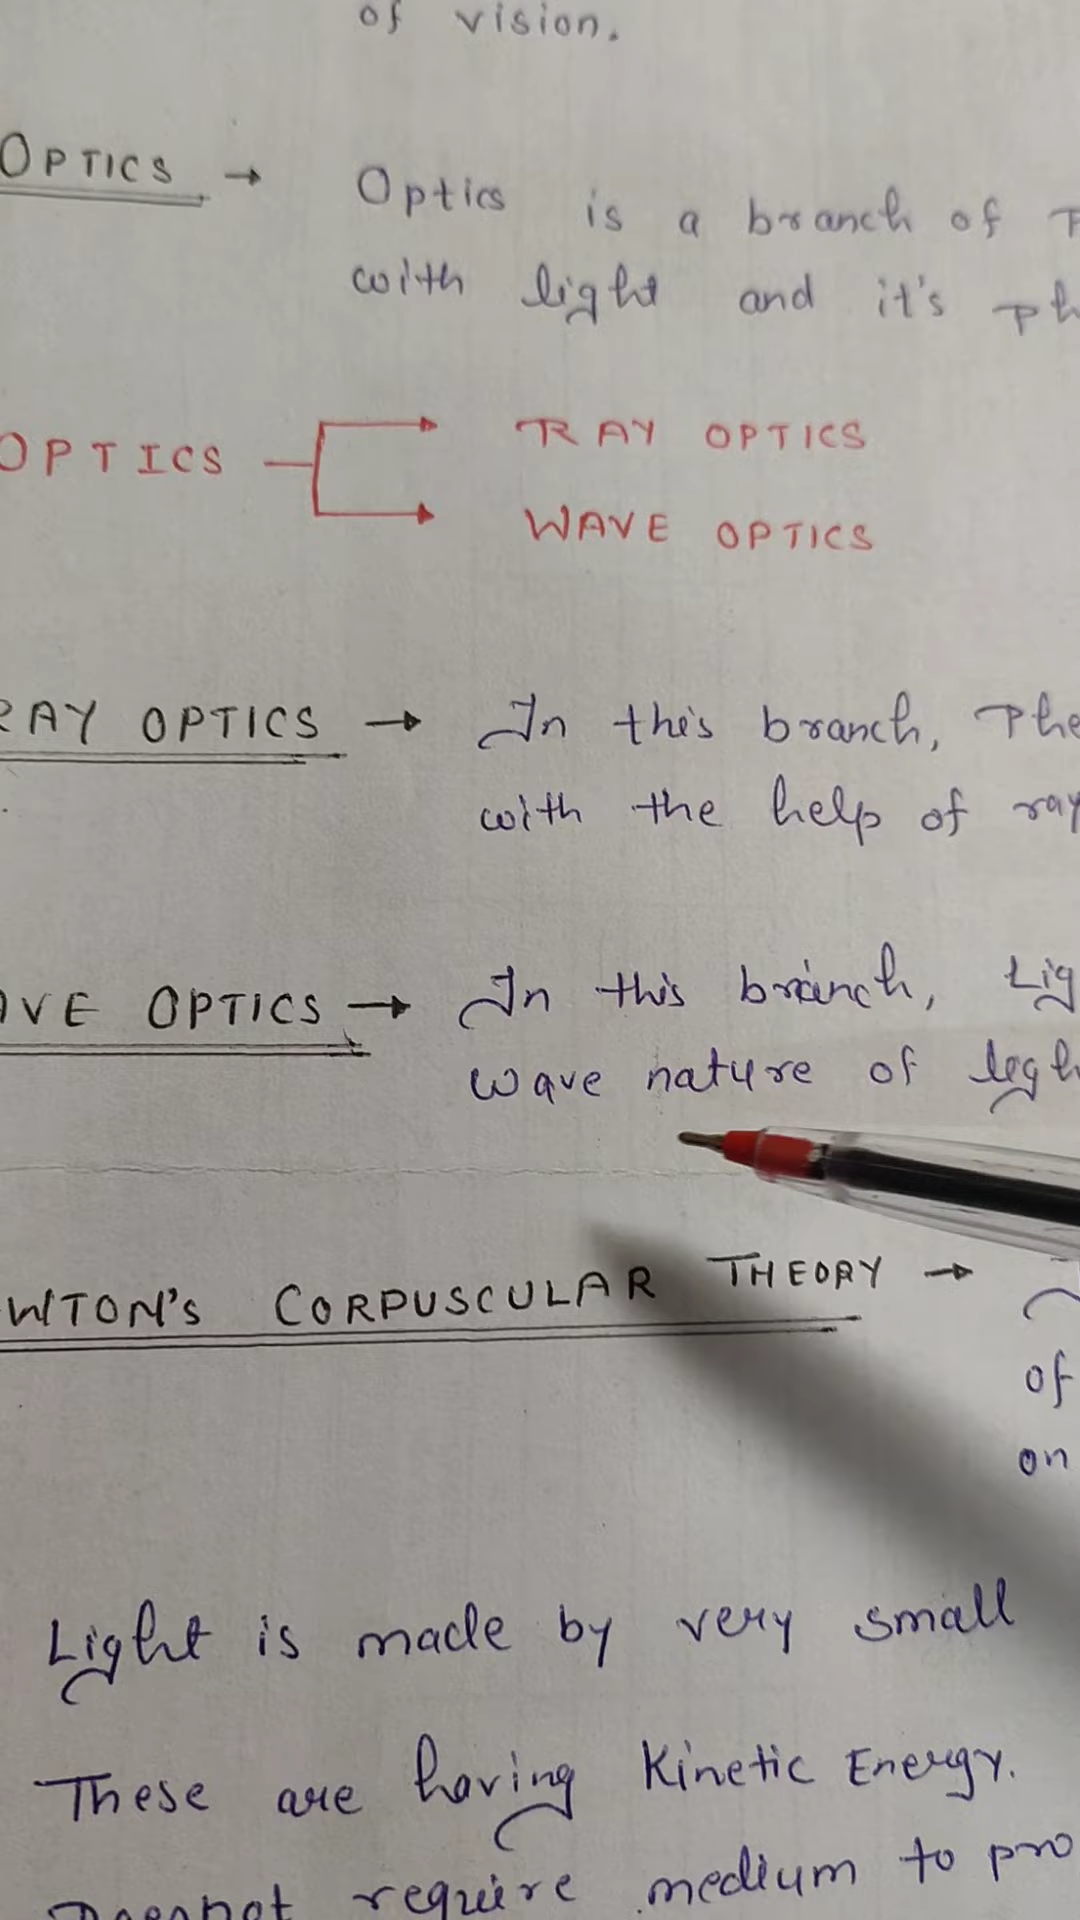 of vision.
OPTICS → Optics is a branch of
with light and it's
OPTICS
RAY OPTICS
WAVE OPTICS
OPTICS → In this branch,
with the help of
OPTICS → In this branch,
wave nature of
CORPUSCULAR THEORY →
of
on
Light is made by very small
These are having Kinetic Energy.
require medium to